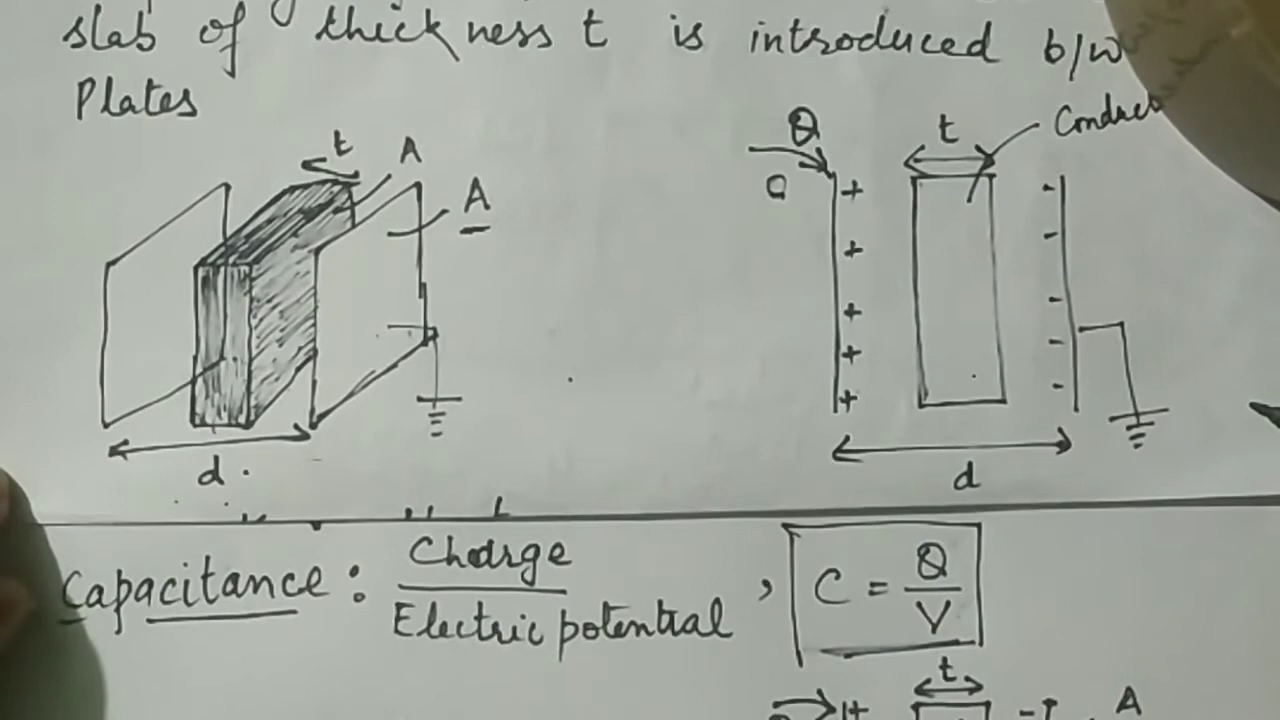 slab of thickness t is introduced b/w
Plates
t
A
A
d.
Q
t
+
+
+
+
+
-
-
-
-
-
d
Capacitance: Charge / Electric potential , C = Q / V
t
A